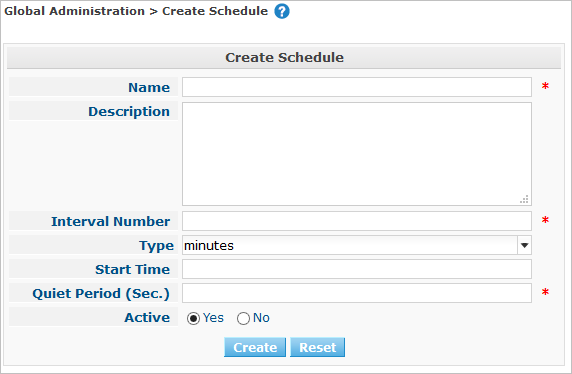 Global Administration > Create Schedule ?
Create Schedule
Name *
Description
Interval Number *
Type minutes
Start Time
Quiet Period (Sec.) *
Active Yes No
Create Reset